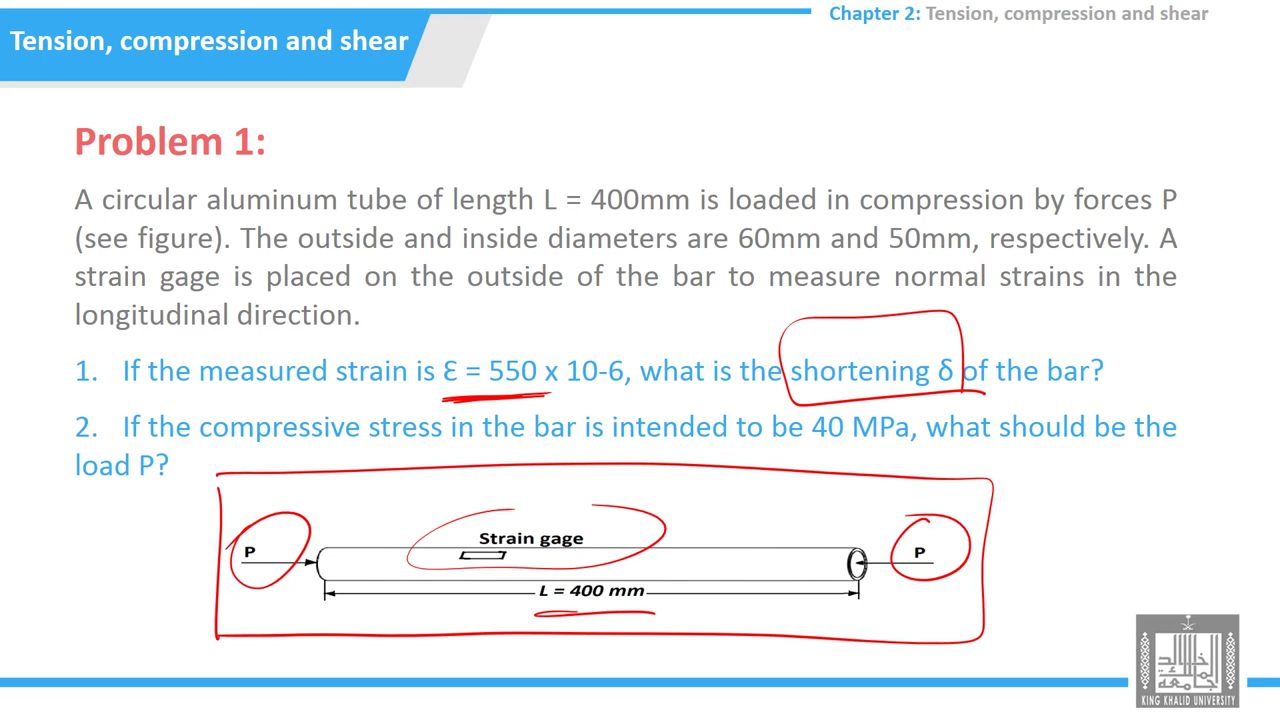 Chapter 2: Tension, compression and shear
Tension, compression and shear
Problem 1:
A circular aluminum tube of length L = 400mm is loaded in compression by forces P
(see figure). The outside and inside diameters are 60mm and 50mm, respectively. A
strain gage is placed on the outside of the bar to measure normal strains in the
longitudinal direction.
1. If the measured strain is Ɛ = 550 x 10-6, what is the shortening δ of the bar?
2. If the compressive stress in the bar is intended to be 40 MPa, what should be the
load P?
Strain gage
P
P
L = 400 mm
جامعة الملك خالد
KING KHALID UNIVERSITY